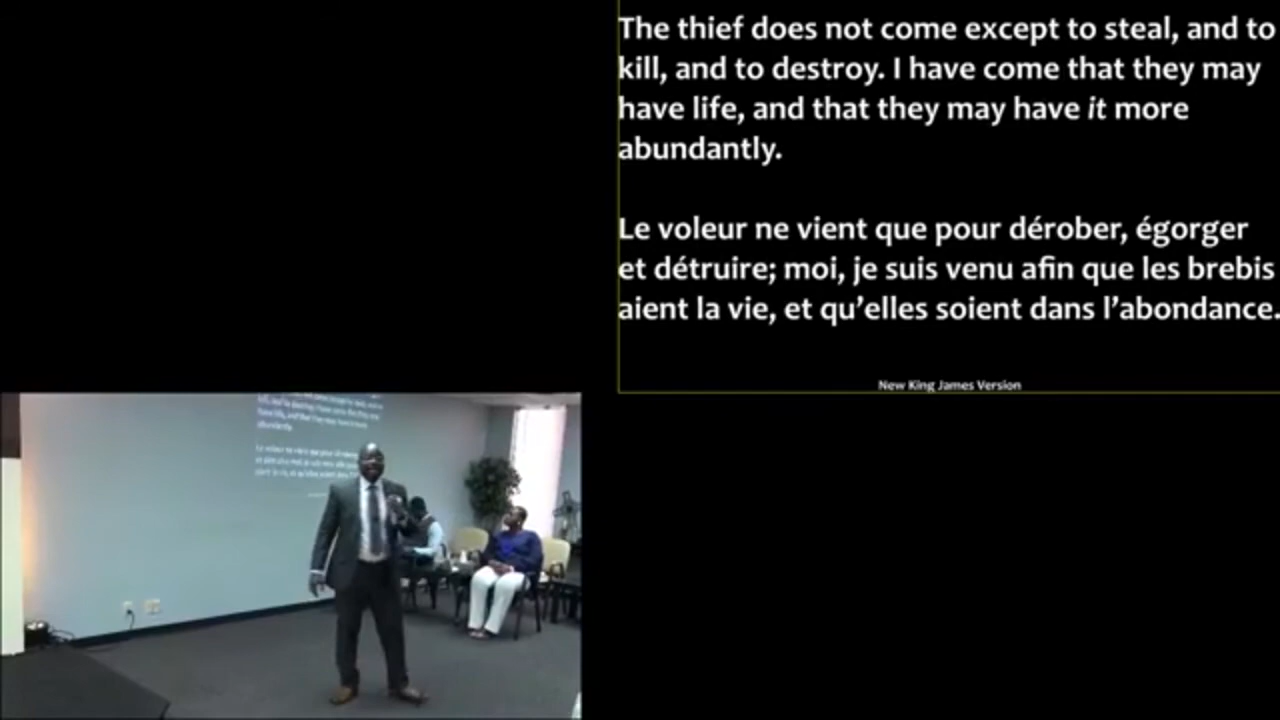 The thief does not come except to steal, and to
kill, and to destroy. I have come that they may
have life, and that they may have it more
abundantly.
Le voleur ne vient que pour dérober, égorger
et détruire; moi, je suis venu afin que les brebis
aient la vie, et qu’elles soient dans l’abondance.
New King James Version